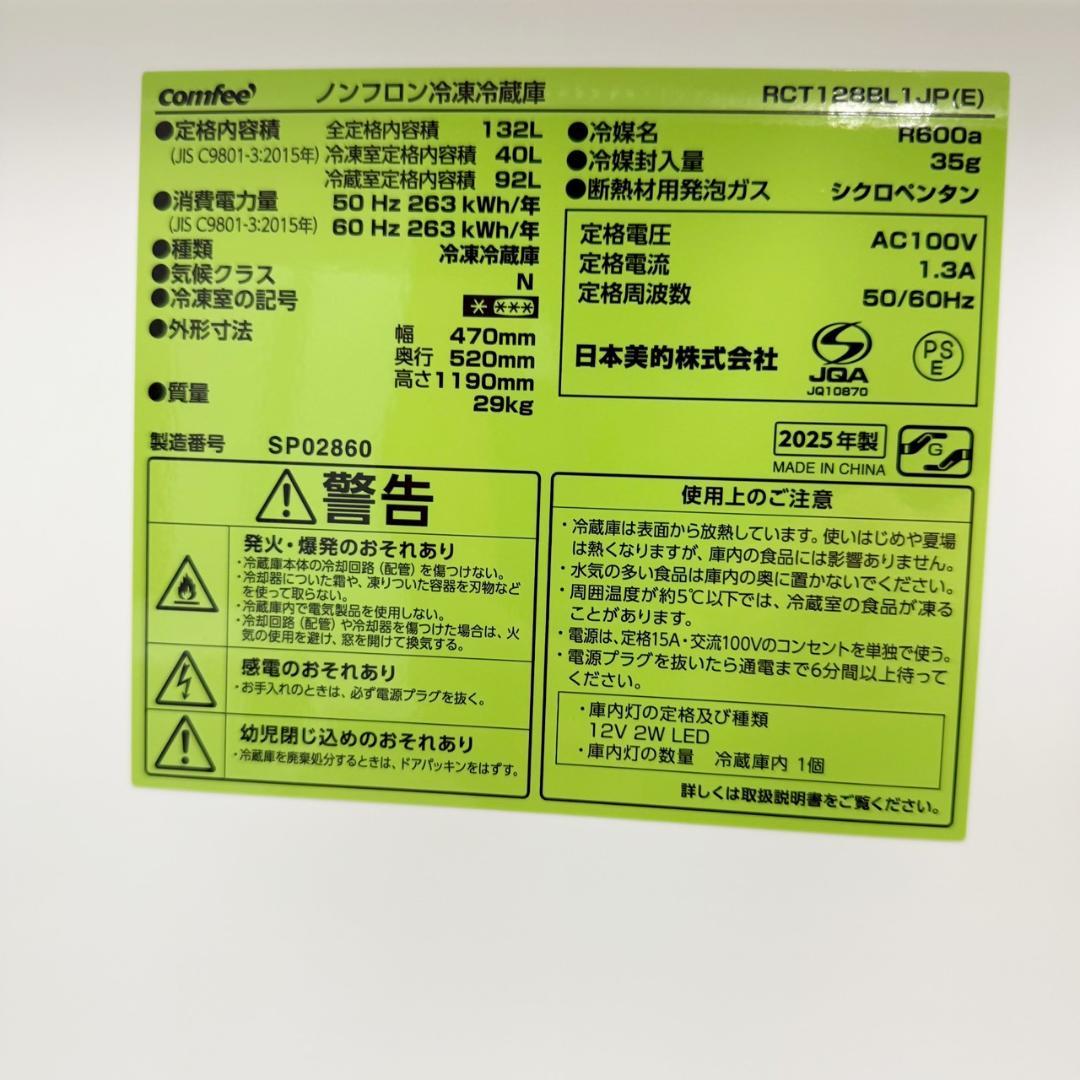 comfee' ノンフロン冷凍冷蔵庫 RCT128BL1JP(E)
●定格内容積 全定格内容積 132L
(JIS C9801-3:2015年) 冷凍室定格内容積 40L
冷蔵室定格内容積 92L
●消費電力量 50 Hz 263 kWh/年
(JIS C9801-3:2015年) 60 Hz 263 kWh/年
●種類 冷凍冷蔵庫
●気候クラス N
●冷凍室の記号
●外形寸法 幅 470mm
奥行 520mm
高さ1190mm
●質量 29kg
製造番号 SP02860
●冷媒名 R600a
●冷媒封入量 35g
●断熱材用発泡ガス シクロペンタン
定格電圧 AC100V
定格電流 1.3A
定格周波数 50/60Hz
日本美的株式会社
JQA
JQ10870
PS
E
2025年製
MADE IN CHINA
G
警告
発火・爆発のおそれあり
・冷蔵庫本体の冷却回路(配管)を傷つけない。
・冷却器についた霜や、凍りついた容器を刃物など
を使って取らない。
・冷蔵庫内で電気製品を使用しない。
・冷却回路(配管)や冷却器を傷つけた場合は、火
気の使用を避け、窓を開けて換気する。
感電のおそれあり
・お手入れのときは、必ず電源プラグを抜く。
幼児閉じ込めのおそれあり
・冷蔵庫を廃棄処分するときは、ドアパッキンをはずす。
使用上のご注意
・冷蔵庫は表面から放熱しています。使いはじめや夏場
は熱くなりますが、庫内の食品には影響ありません。
・水気の多い食品は庫内の奥に置かないでください。
・周囲温度が約5℃以下では、冷蔵室の食品が凍る
ことがあります。
・電源は、定格15A・交流100Vのコンセントを単独で使う。
・電源プラグを抜いたら通電まで6分間以上待って
ください。
・庫内灯の定格及び種類
12V 2W LED
・庫内灯の数量 冷蔵庫内 1個
詳しくは取扱説明書をご覧ください。